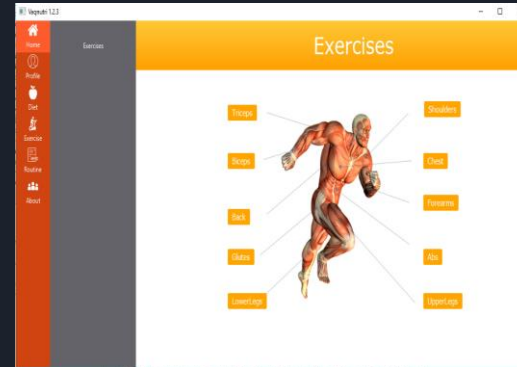 Vaqnutri 1.2.3
Home
Profile
Diet
Exercise
Routine
About
Exercises
Exercises
Triceps
Biceps
Back
Glutes
LowerLegs
Shoulders
Chest
Forearms
Abs
UpperLegs